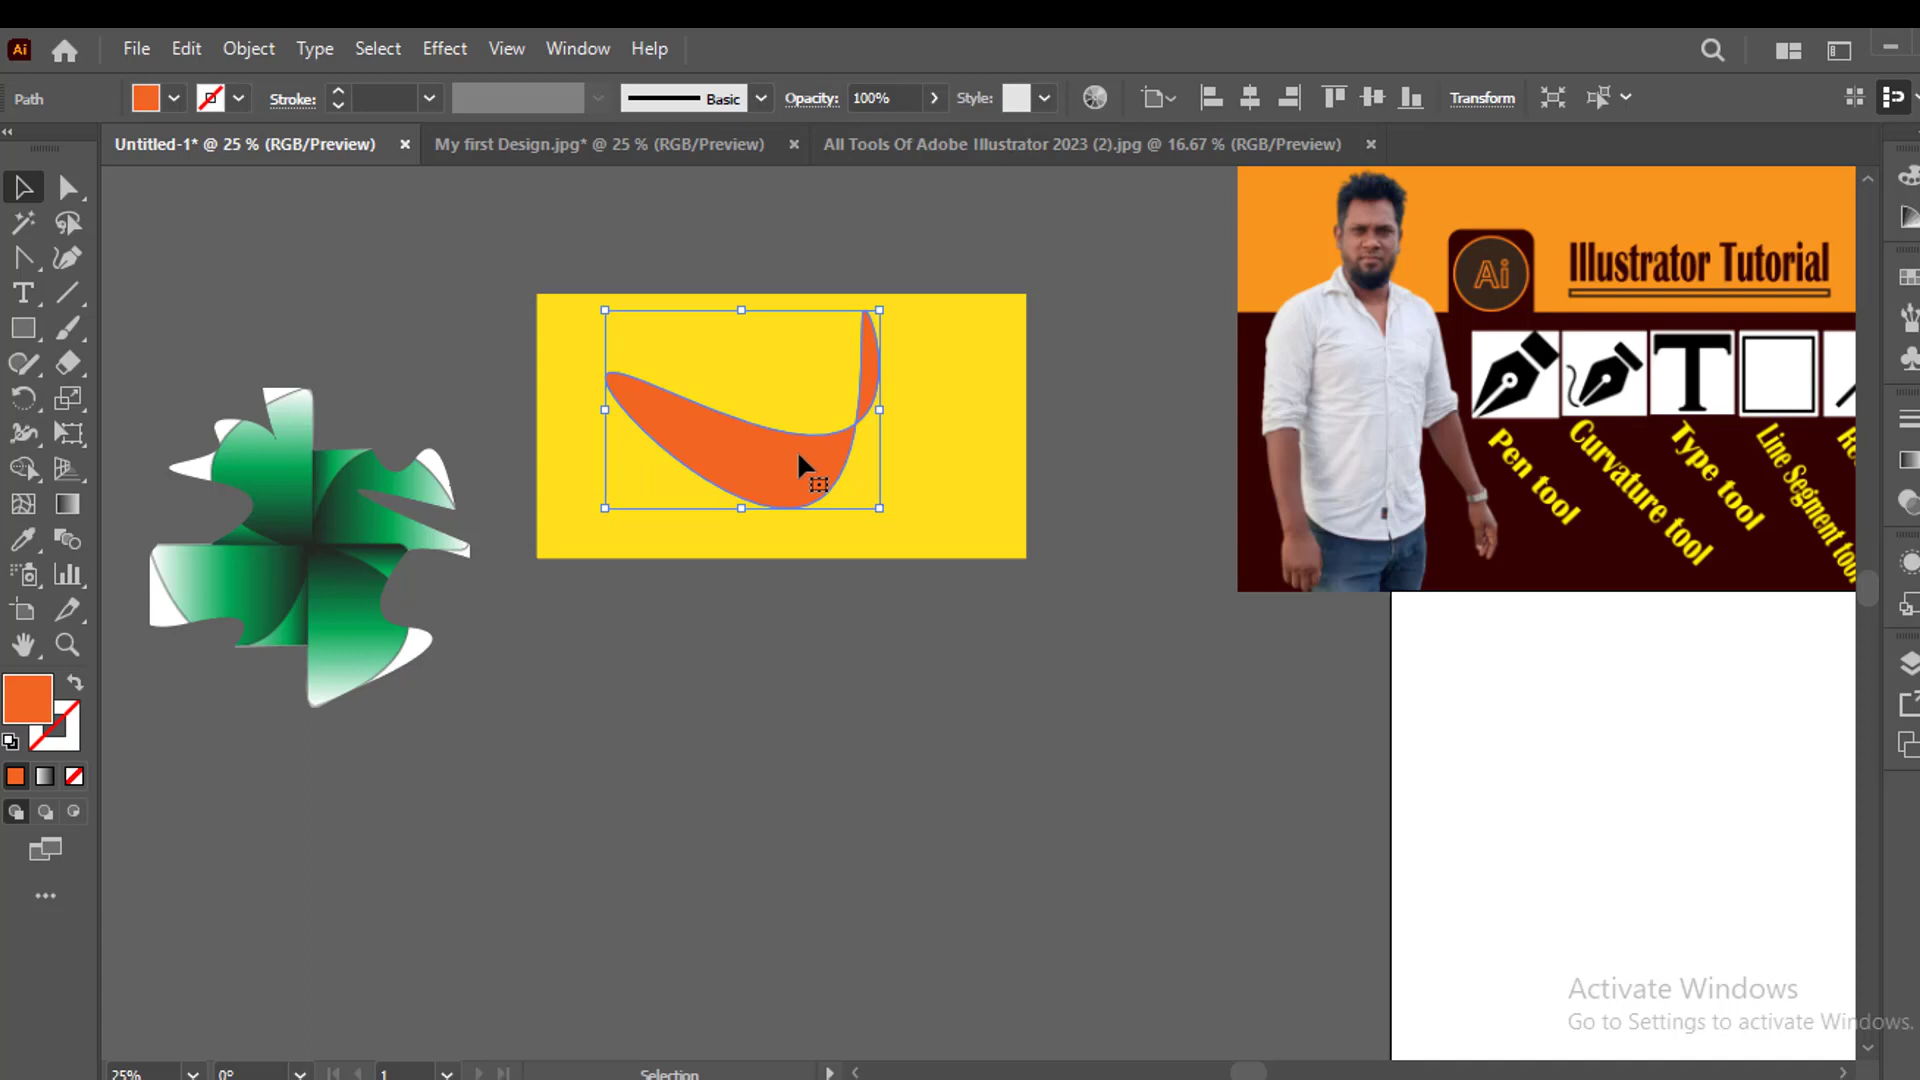 Ai File Edit Object Type Select Effect View Window Help
Path Stroke: Basic Opacity: 100% Style: Transform
Untitled-1* @ 25 % (RGB/Preview) × My first Design.jpg* @ 25 % (RGB/Preview) × All Tools Of Adobe Illustrator 2023 (2).jpg @ 16.67 % (RGB/Preview) ×
Ai Illustrator Tutorial
T
Pen tool
Curvature tool
Type tool
Line Segment tool
Activate Windows
Go to Settings to activate Windows.
25% 0° 1 Selection